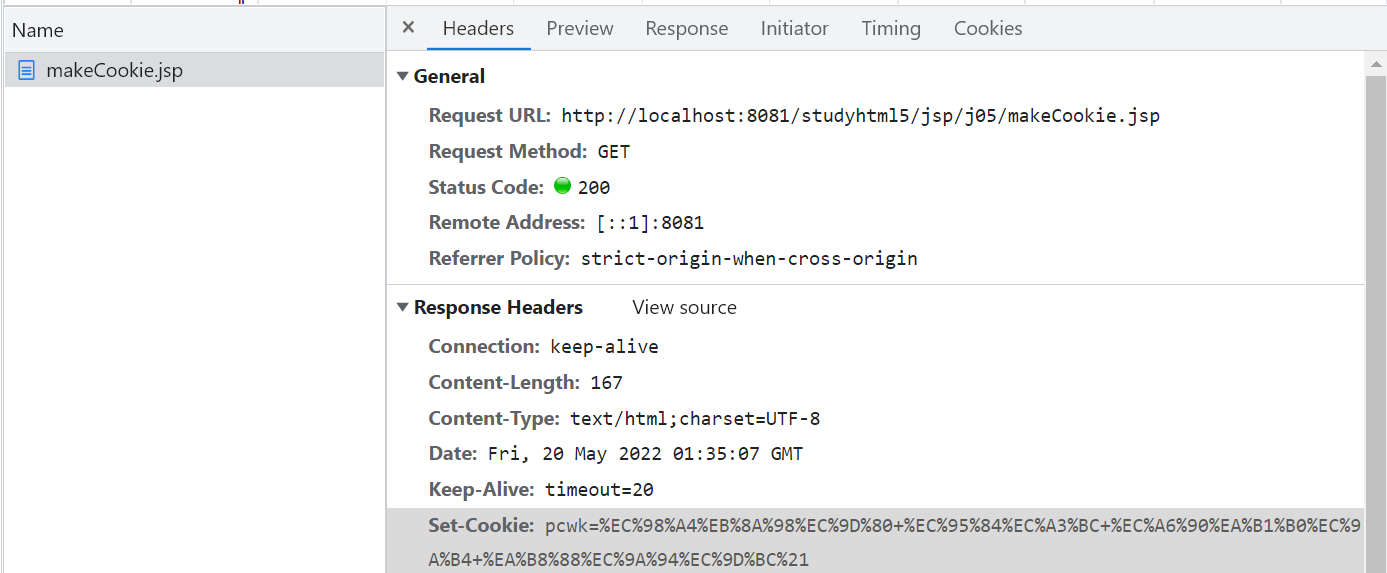 Name
makeCookie.jsp
× Headers Preview Response Initiator Timing Cookies
▼ General
Request URL: http://localhost:8081/studyhtml5/jsp/j05/makeCookie.jsp
Request Method: GET
Status Code: 200
Remote Address: [::1]:8081
Referrer Policy: strict-origin-when-cross-origin
▼ Response Headers View source
Connection: keep-alive
Content-Length: 167
Content-Type: text/html;charset=UTF-8
Date: Fri, 20 May 2022 01:35:07 GMT
Keep-Alive: timeout=20
Set-Cookie: pcwk=%EC%98%A4%EB%8A%98%EC%9D%80+%EC%95%84%EC%A3%BC+%EC%A6%90%EA%B1%B0%EC%9
A%B4+%EA%B8%88%EC%9A%94%EC%9D%BC%21